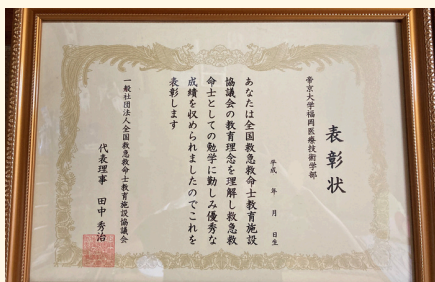 表彰状
帝京大学福岡医療技術学部
平成　年　月　日生
あなたは全国救急救命士教育施設
協議会の教育理念を理解し救急救
命士としての勉学に勤しみ優秀な
成績を収められましたのでこれを
表彰します
一般社団法人全国救急救命士教育施設協議会
代表理事　田中　秀治